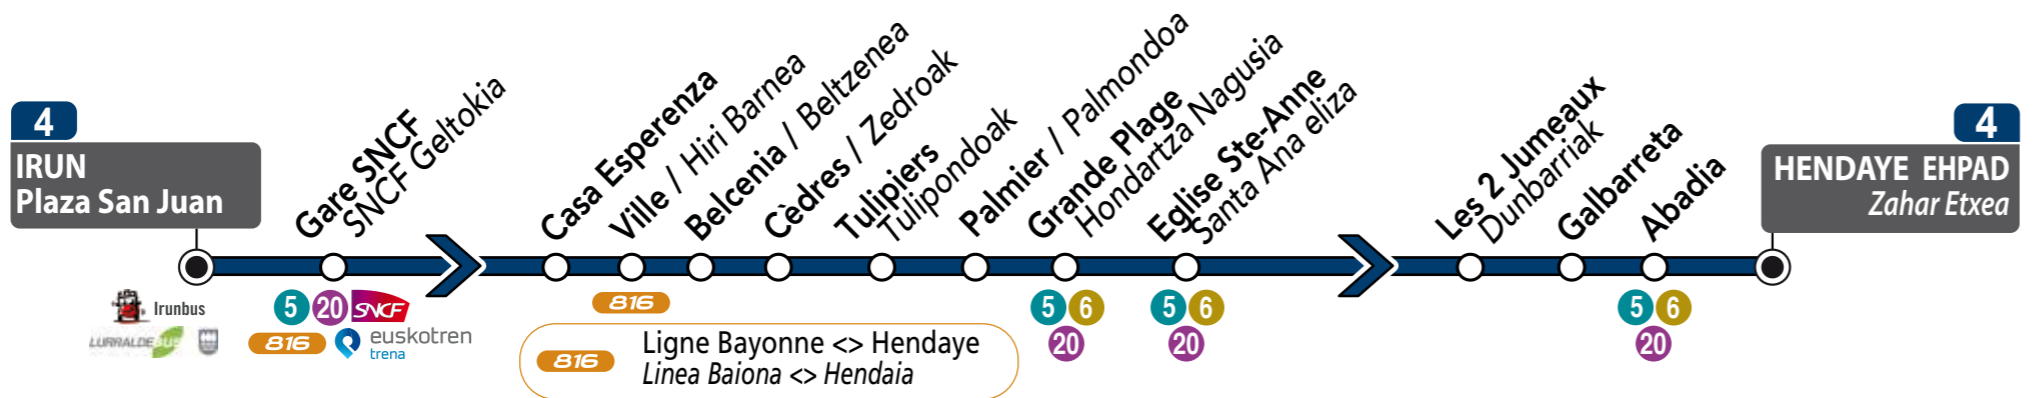 4
IRUN
Plaza San Juan
Gare SNCF
SNCF Geltokia
Casa Esperenza
Ville / Hiri Barnea
Belcenia / Beltzenea
Cèdres / Zedroak
Tulipiers
Tulipondoak
Palmier / Palmondoa
Grande Plage
Hondartza Nagusia
Eglise Ste-Anne
Santa Ana eliza
Les 2 Jumeaux
Dunbarriak
Galbarreta
Abadia
4
HENDAYE EHPAD
Zahar Etxea
Irunbus
LURRALDEBUS
5 20 SNCF
816 euskotren
trena
816
5 6
20
5 6
20
5 6
20
816 Ligne Bayonne <> Hendaye
Linea Baiona <> Hendaia